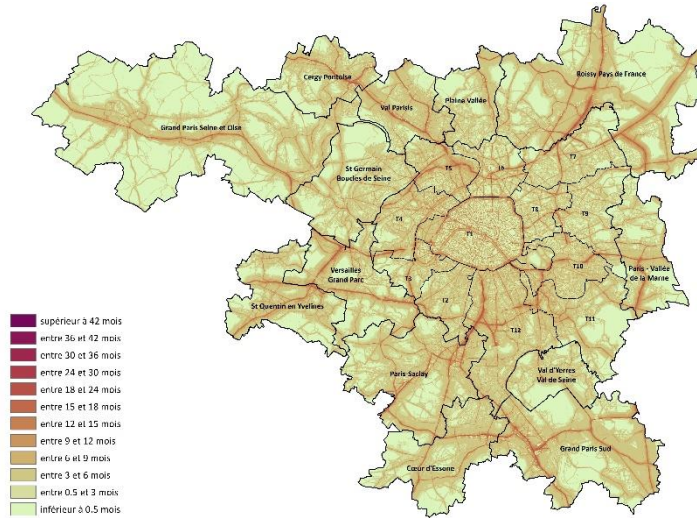 Cergy Pontoise
Roissy Pays de France
Val Parisis
Plaine Vallée
Grand Paris Seine et Oise
St Germain
Boucles de Seine
T5
T6
T7
T4
T1
T8
T9
Versailles
Grand Parc
T3
T2
T10
Paris - Vallée
de la Marne
St Quentin en Yvelines
T11
T12
Paris-Saclay
Val d'Yerres
Val de Seine
Grand Paris Sud
Cœur d'Essone
supérieur à 42 mois
entre 36 et 42 mois
entre 30 et 36 mois
entre 24 et 30 mois
entre 18 et 24 mois
entre 15 et 18 mois
entre 12 et 15 mois
entre 9 et 12 mois
entre 6 et 9 mois
entre 3 et 6 mois
entre 0.5 et 3 mois
inférieur à 0.5 mois